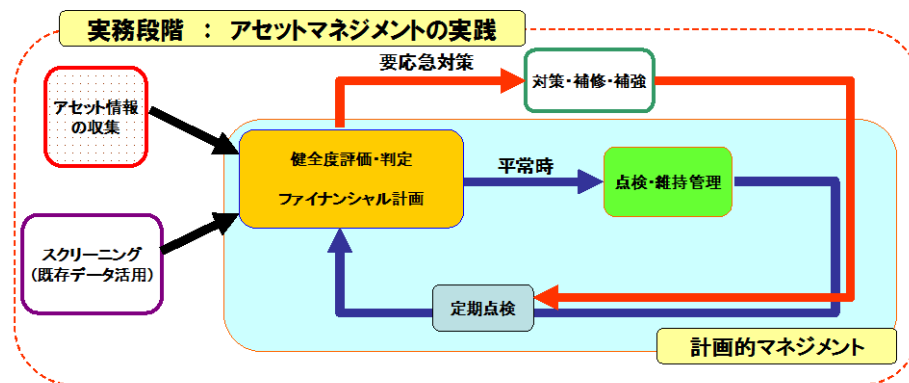 実務段階 ： アセットマネジメントの実践
要応急対策
対策・補修・補強
アセット情報
の収集
健全度評価・判定
ファイナンシャル計画
平常時
点検・維持管理
スクリーニング
(既存データ活用)
定期点検
計画的マネジメント